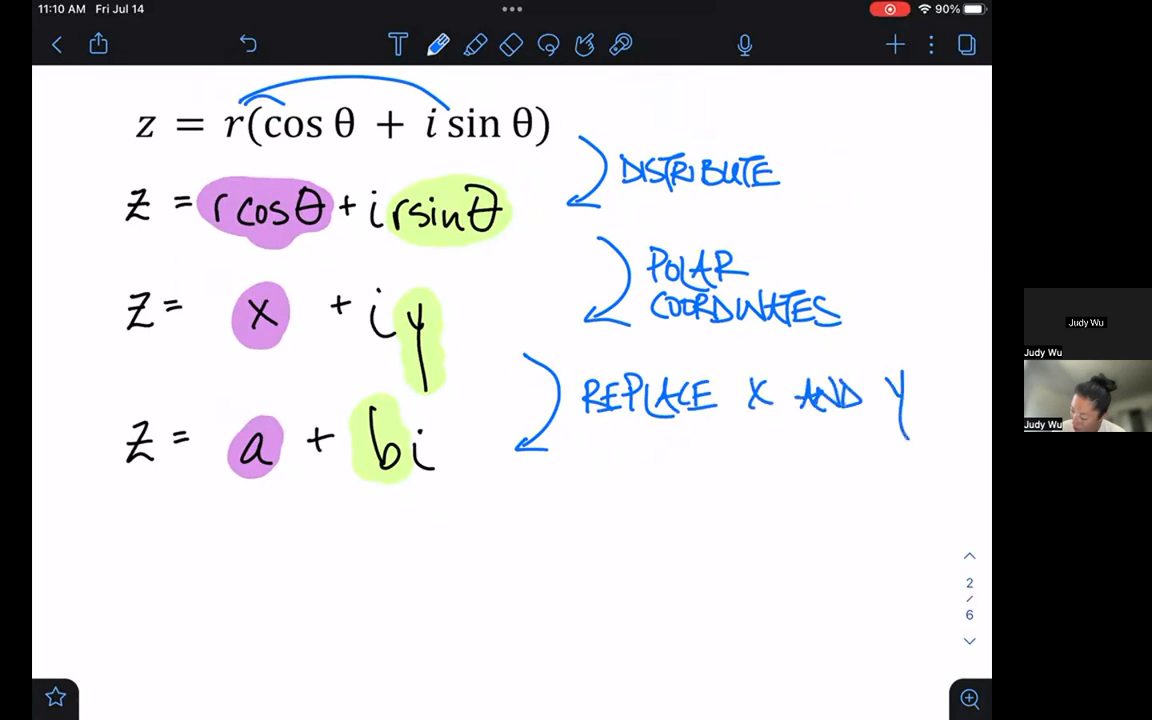 11:10 AM Fri Jul 14
90%
T
z = r(cos θ + i sin θ)
DISTRIBUTE
z = rcosθ + i rsinθ
POLAR
COORDINATES
z = x + iy
REPLACE X AND Y
z = a + bi
2
/
6
Judy Wu
Judy Wu
Judy Wu